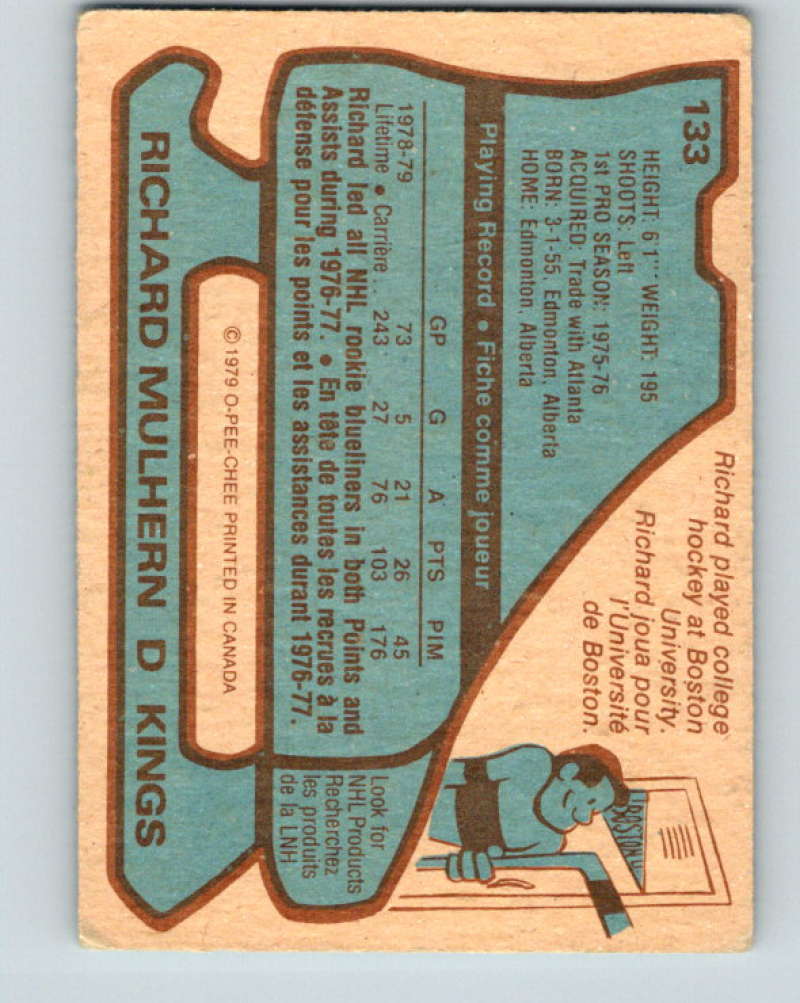 133
HEIGHT: 6'1" WEIGHT: 195
SHOOTS: Left
1st PRO SEASON: 1975-76
ACQUIRED: Trade with Atlanta
BORN: 3-1-55, Edmonton, Alberta
HOME: Edmonton, Alberta
Richard played college
hockey at Boston
University.
Richard joua pour
l'Université
de Boston.
BOSTON U
Playing Record • Fiche comme joueur
GP G A PTS PIM
1978-79 73 5 21 26 45
Lifetime • Carrière .. 243 27 76 103 176
Richard led all NHL rookie blueliners in both Points and
Assists during 1976-77. • En tête de toutes les recrues à la
défense pour les points et les assistances durant 1976-77.
Look for
NHL Products
Recherchez
les produits
de la LNH
© 1979 O-PEE-CHEE PRINTED IN CANADA
RICHARD MULHERN D KINGS